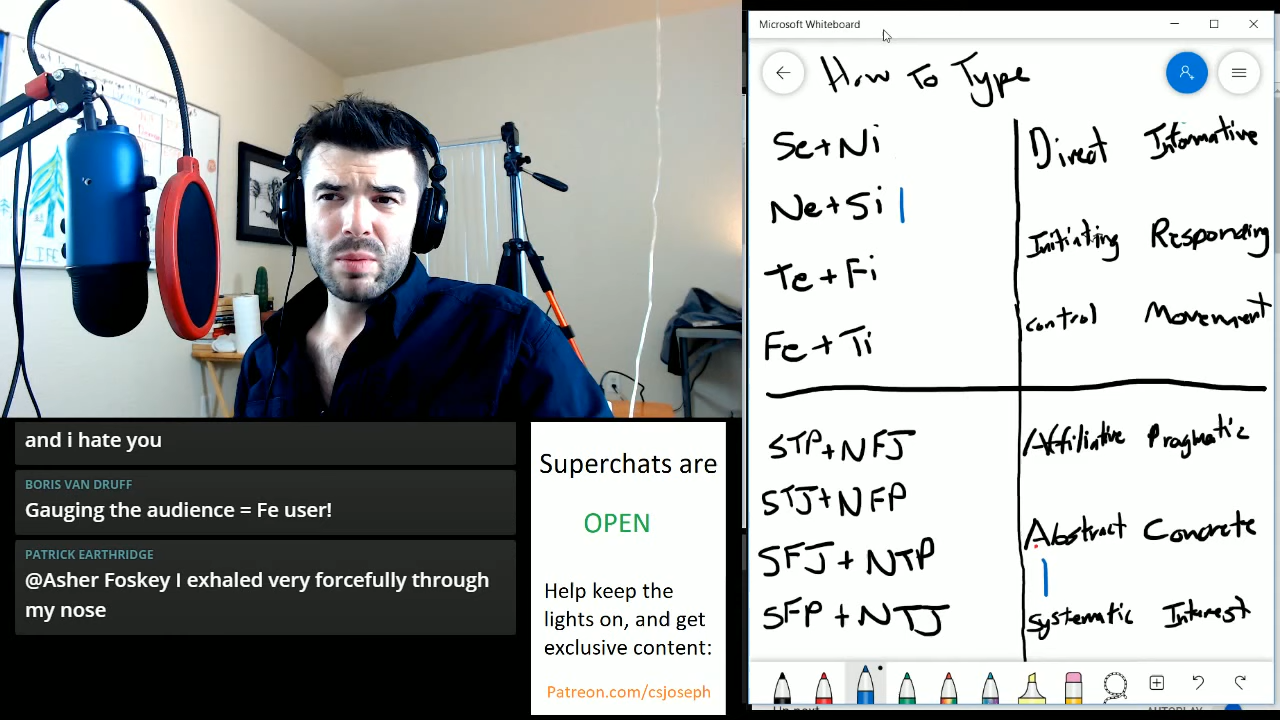 Microsoft Whiteboard
How To Type
Se+Ni
Ne+Si |
Te + Fi
Fe + Ti
Direct Informative
Initiating Responding
control Movement
STP+NFJ
STJ+NFP
SFJ + NTP
SFP + NTJ
Affiliative Pragmatic
Abstract Concrete
Systematic Interest
LIFE
and i hate you
BORIS VAN DRUFF
Gauging the audience = Fe user!
PATRICK EARTHRIDGE
@Asher Foskey I exhaled very forcefully through
my nose
Superchats are
OPEN
Help keep the
lights on, and get
exclusive content:
Patreon.com/csjoseph